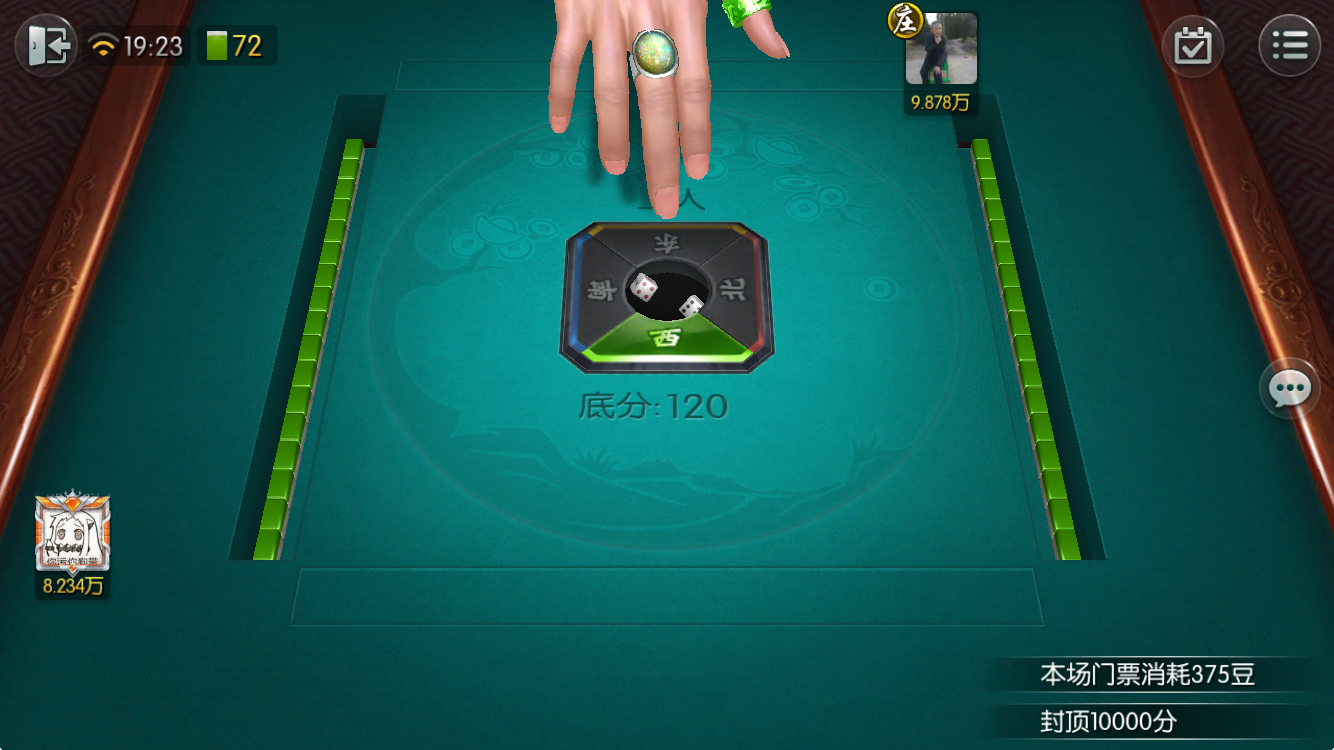 19:23
72
庄
9.878万
人
东
南
北
西
底分:120
8.234万
本场门票消耗375豆
封顶10000分